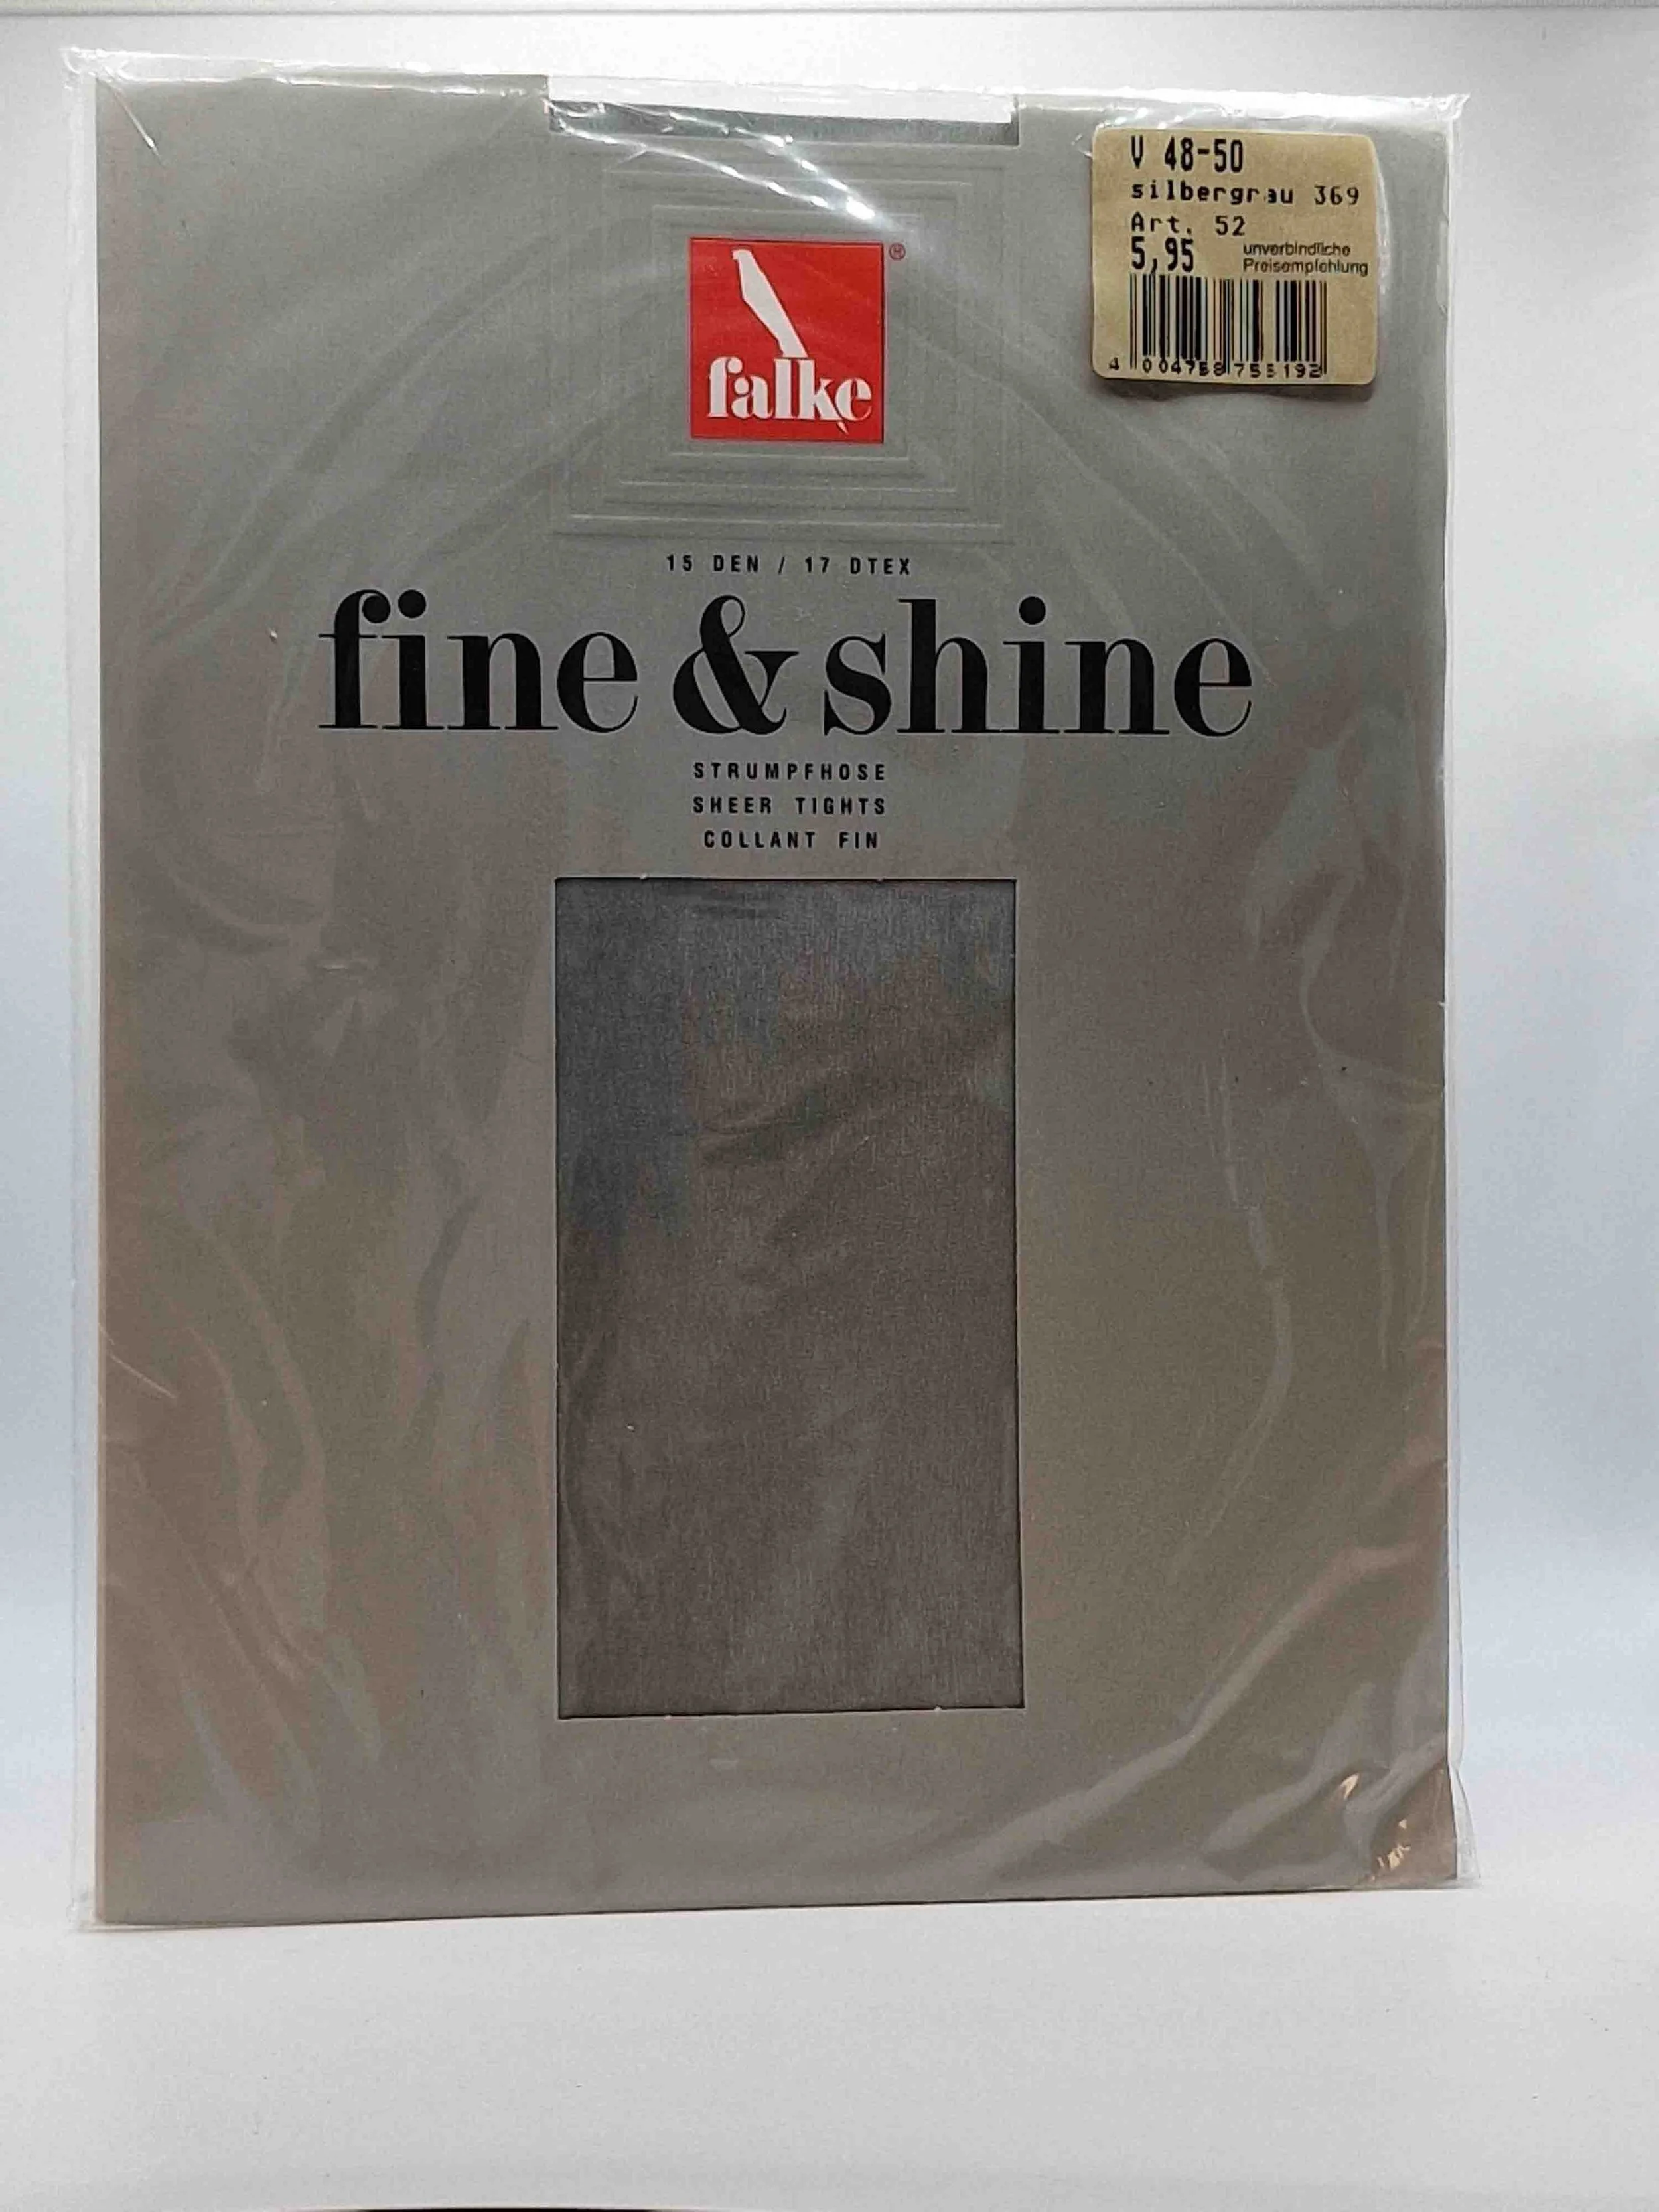 V 48-50
silbergrau 369
Art. 52
5,95 unverbindliche
Preisempfehlung
falke ®
15 DEN / 17 DTEX
fine & shine
STRUMPFHOSE
SHEER TIGHTS
COLLANT FIN